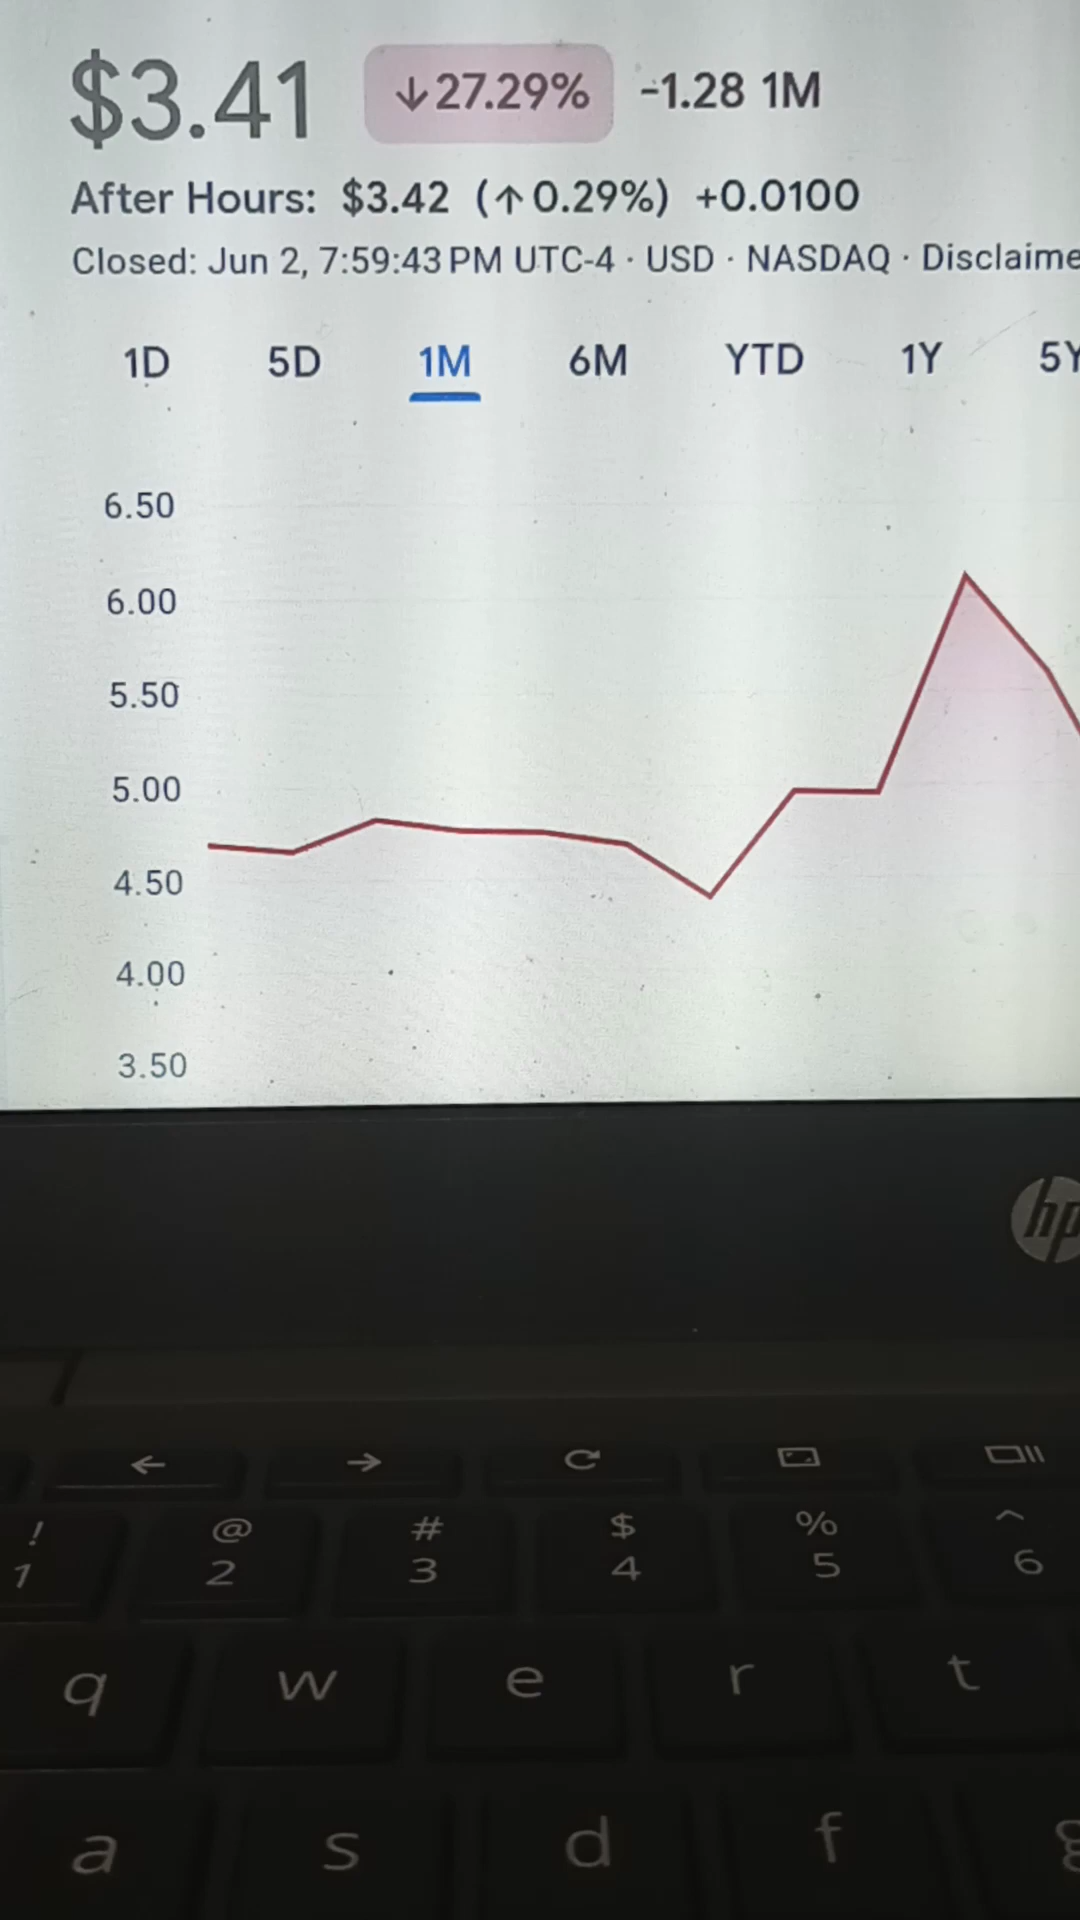 $3.41 ↓27.29% -1.28 1M
After Hours: $3.42 (↑0.29%) +0.0100
Closed: Jun 2, 7:59:43 PM UTC-4 · USD · NASDAQ · Disclaime
1D 5D 1M 6M YTD 1Y 5Y
6.50
6.00
5.50
5.00
4.50
4.00
3.50
hp
← →
! @ # $ % ^
1 2 3 4 5 6
q w e r t
a s d f g